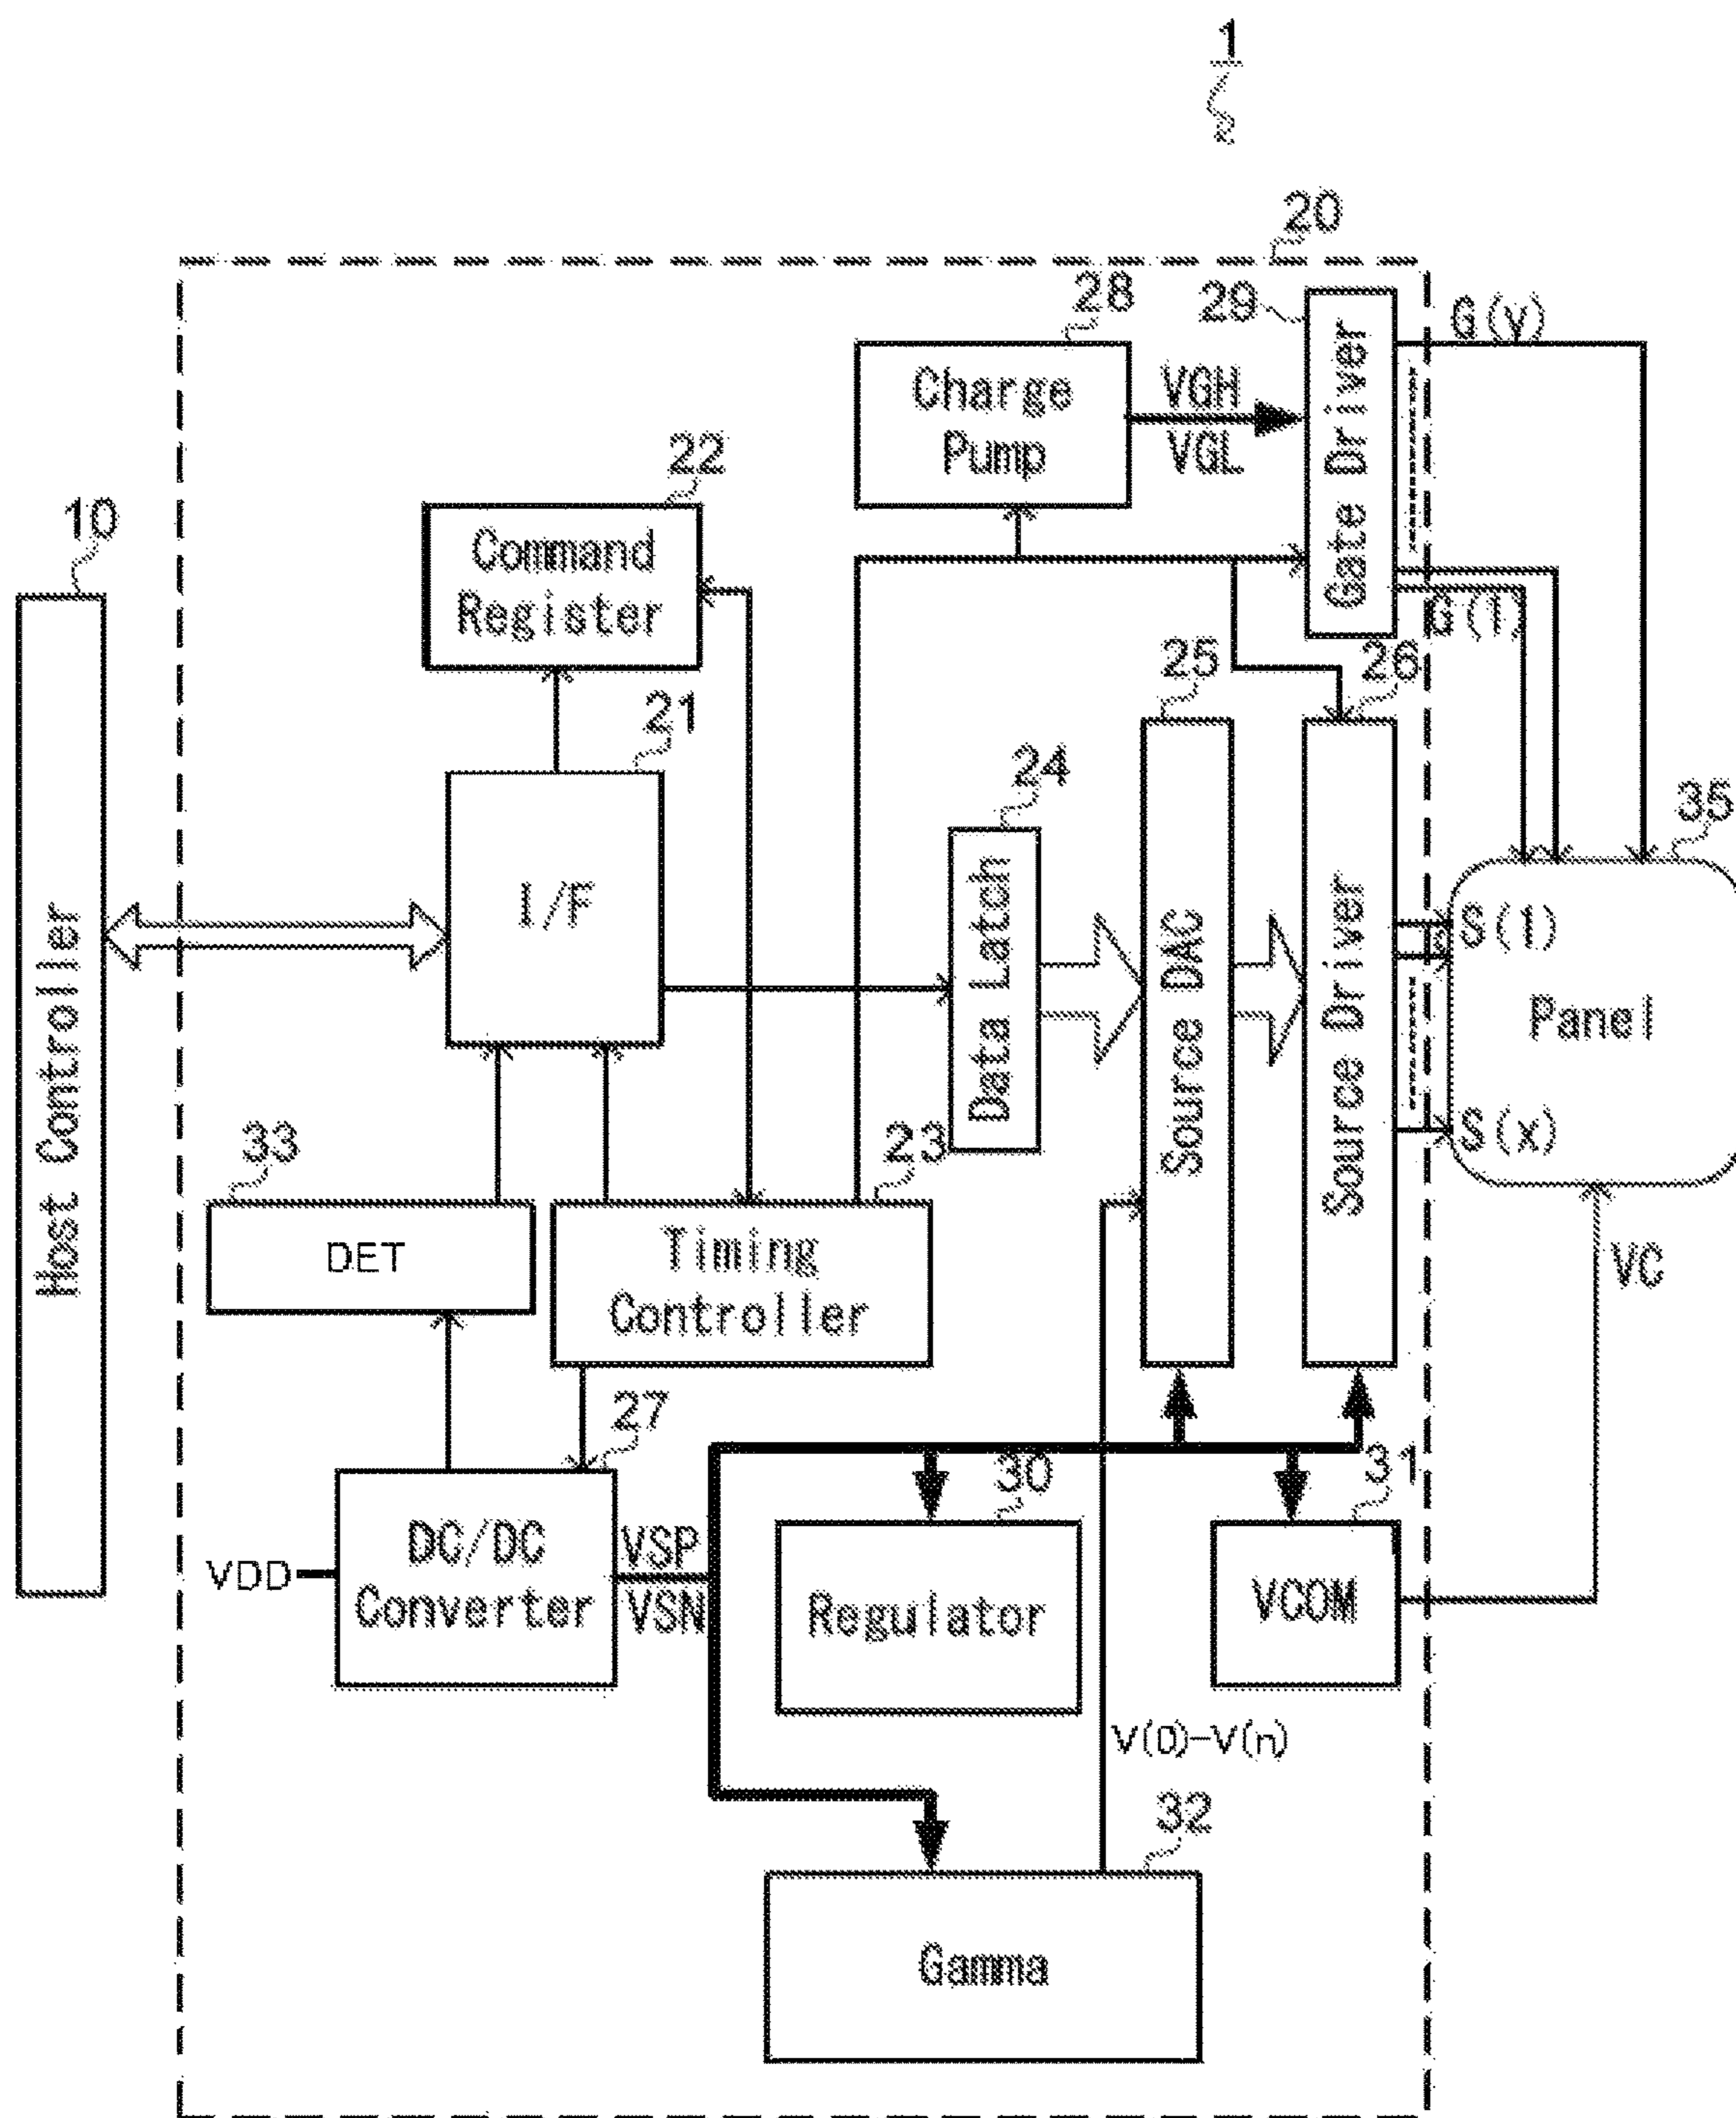 1
20
28
29
G(y)
Charge
Pump
VGH
VGL
Gate Driver
22
Command
Register
10
G(1)
25
26
21
24
35
I/F
Host Controller
Data Latch
Source DAC
Source Driver
S(1)
Panel
S(x)
33
23
DET
Timing
Controller
VC
27
30
31
DC/DC
Converter
VDD
VSP
VSN
Regulator
VCOM
V(0)-V(n)
32
Gamma